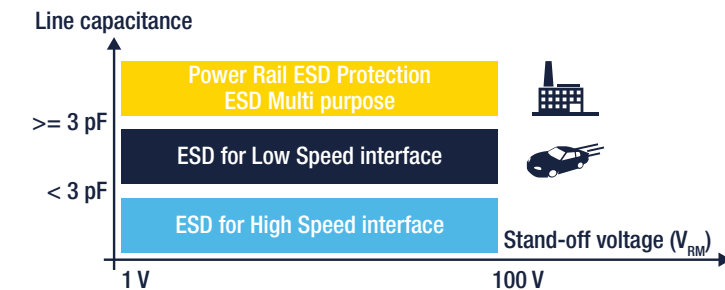 Line capacitance
Power Rail ESD Protection
ESD Multi purpose
>= 3 pF
ESD for Low Speed interface
< 3 pF
ESD for High Speed interface
Stand-off voltage (VRM)
1 V
100 V